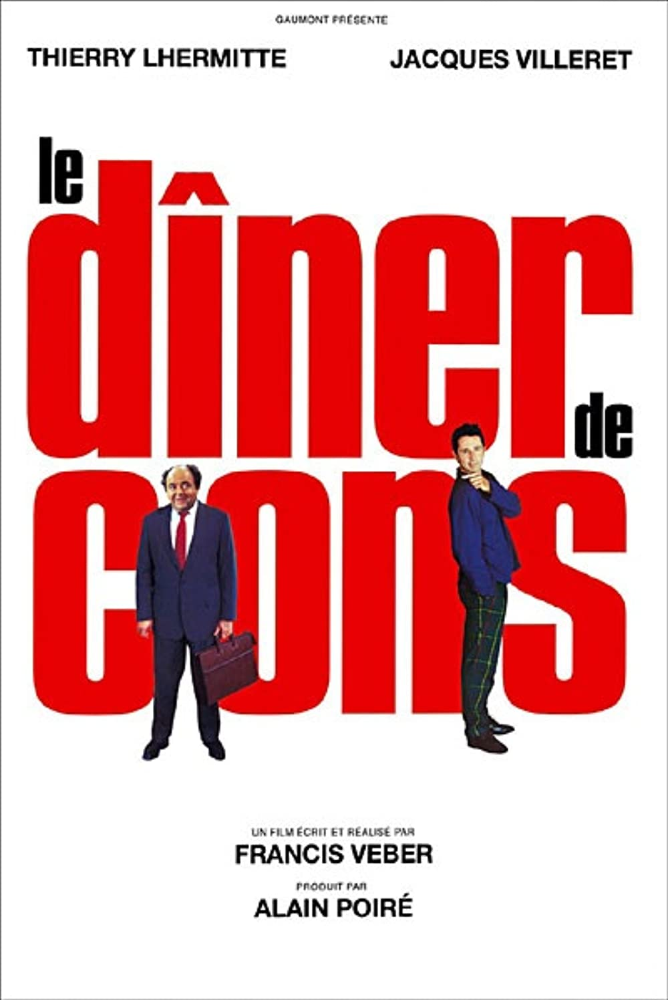 GAUMONT PRÉSENTE
THIERRY LHERMITTE JACQUES VILLERET
le
dîner
de
cons
UN FILM ÉCRIT ET RÉALISÉ PAR
FRANCIS VEBER
PRODUIT PAR
ALAIN POIRÉ